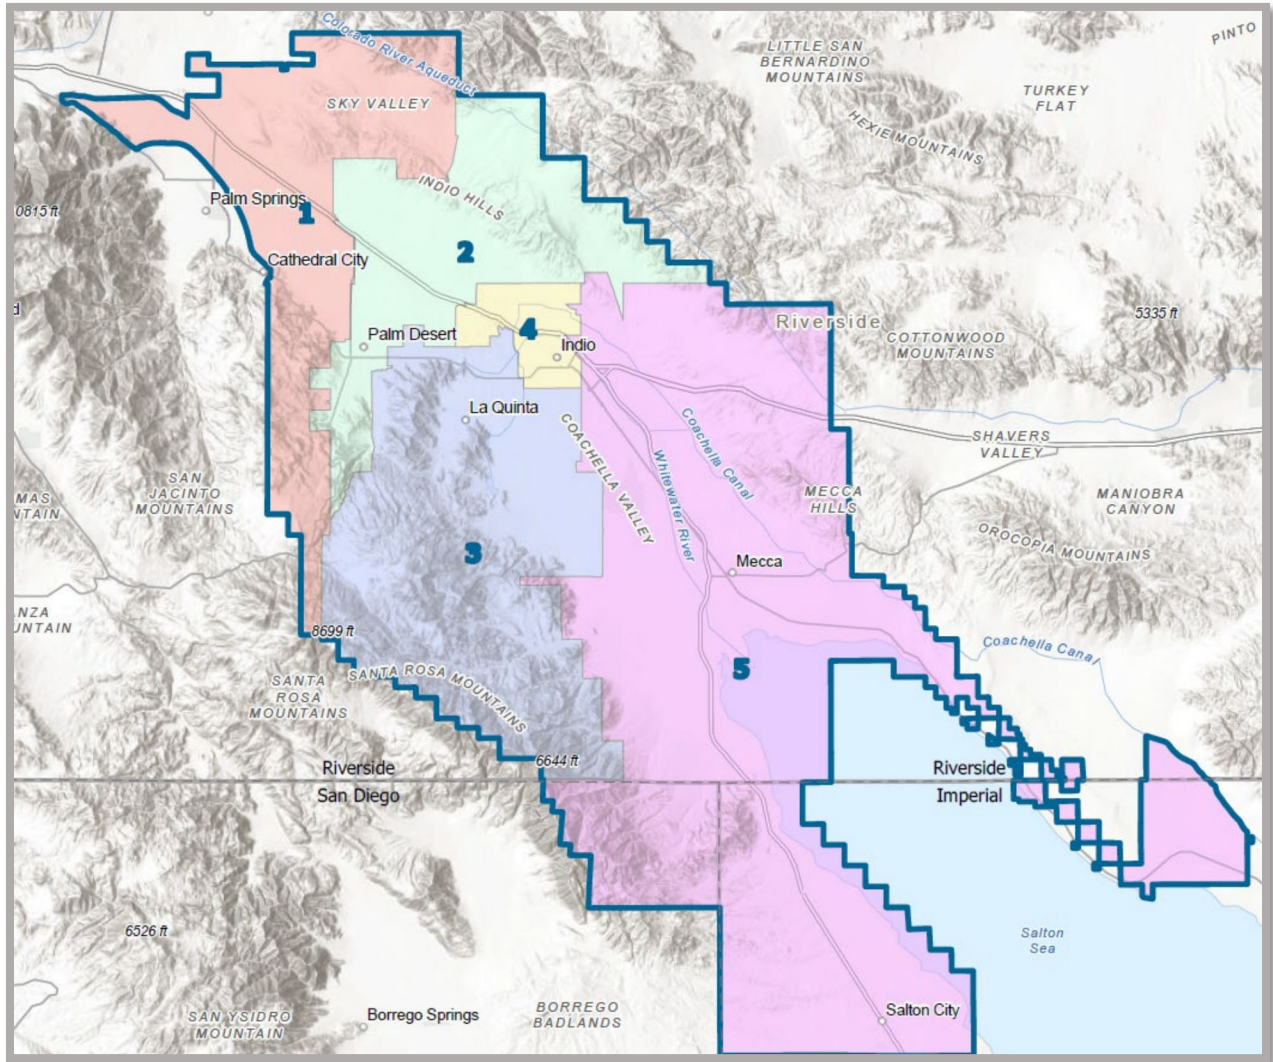 Colorado River Aqueduct
LITTLE SAN
BERNARDINO
MOUNTAINS
PINTO
SKY VALLEY
TURKEY
FLAT
HEXIE MOUNTAINS
INDIO HILLS
0815 ft
Palm Springs
1
2
Cathedral City
d
Palm Desert
4
Indio
Riverside
5335 ft
COTTONWOOD
MOUNTAINS
La Quinta
COACHELLA VALLEY
Coachella Canal
Whitewater River
SHAVERS
VALLEY
SAN
JACINTO
MOUNTAINS
MAS
NTAIN
MECCA
HILLS
MANIOBRA
CANYON
OROCOPIA MOUNTAINS
3
Mecca
NZA
UNTAIN
8699 ft
Coachella Canal
5
SANTA ROSA MOUNTAINS
SANTA
ROSA
MOUNTAINS
6644 ft
Riverside
San Diego
Riverside
Imperial
6526 ft
Salton
Sea
SAN YSIDRO
MOUNTAIN
Borrego Springs
BORREGO
BADLANDS
Salton City